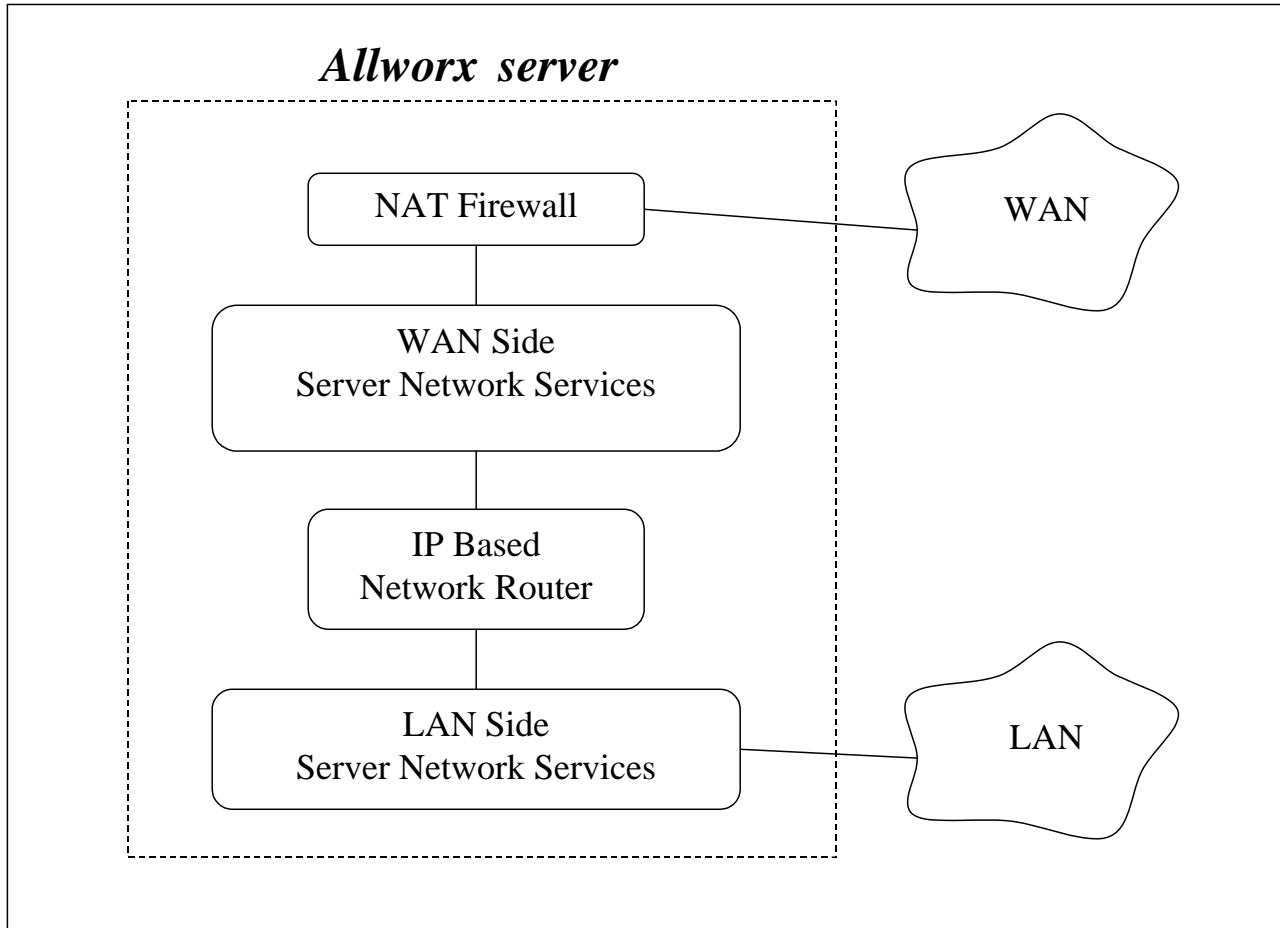 Allworx server
NAT Firewall
WAN
WAN Side
Server Network Services
IP Based
Network Router
LAN Side
Server Network Services
LAN